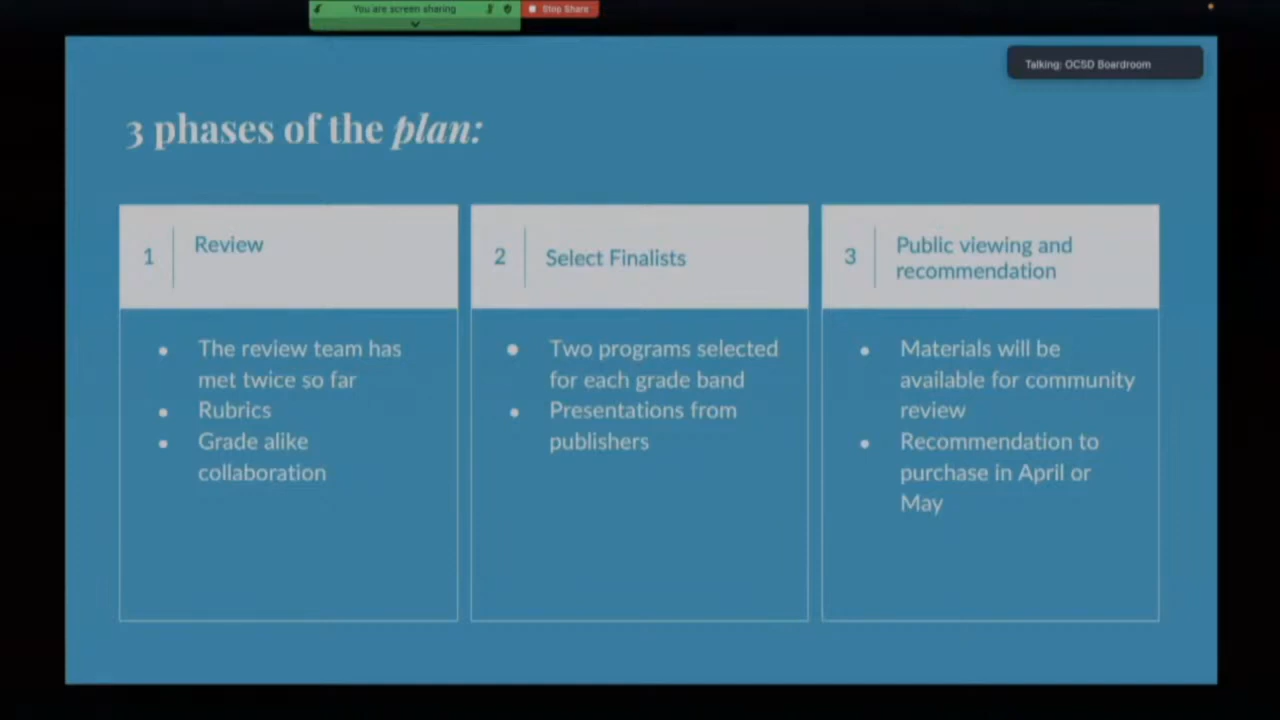 You are screen sharing
Stop Share
Talking: OCSD Boardroom
3 phases of the plan:
1
Review
The review team has
met twice so far
Rubrics
Grade alike
collaboration
2
Select Finalists
Two programs selected
for each grade band
Presentations from
publishers
3
Public viewing and
recommendation
Materials will be
available for community
review
Recommendation to
purchase in April or
May